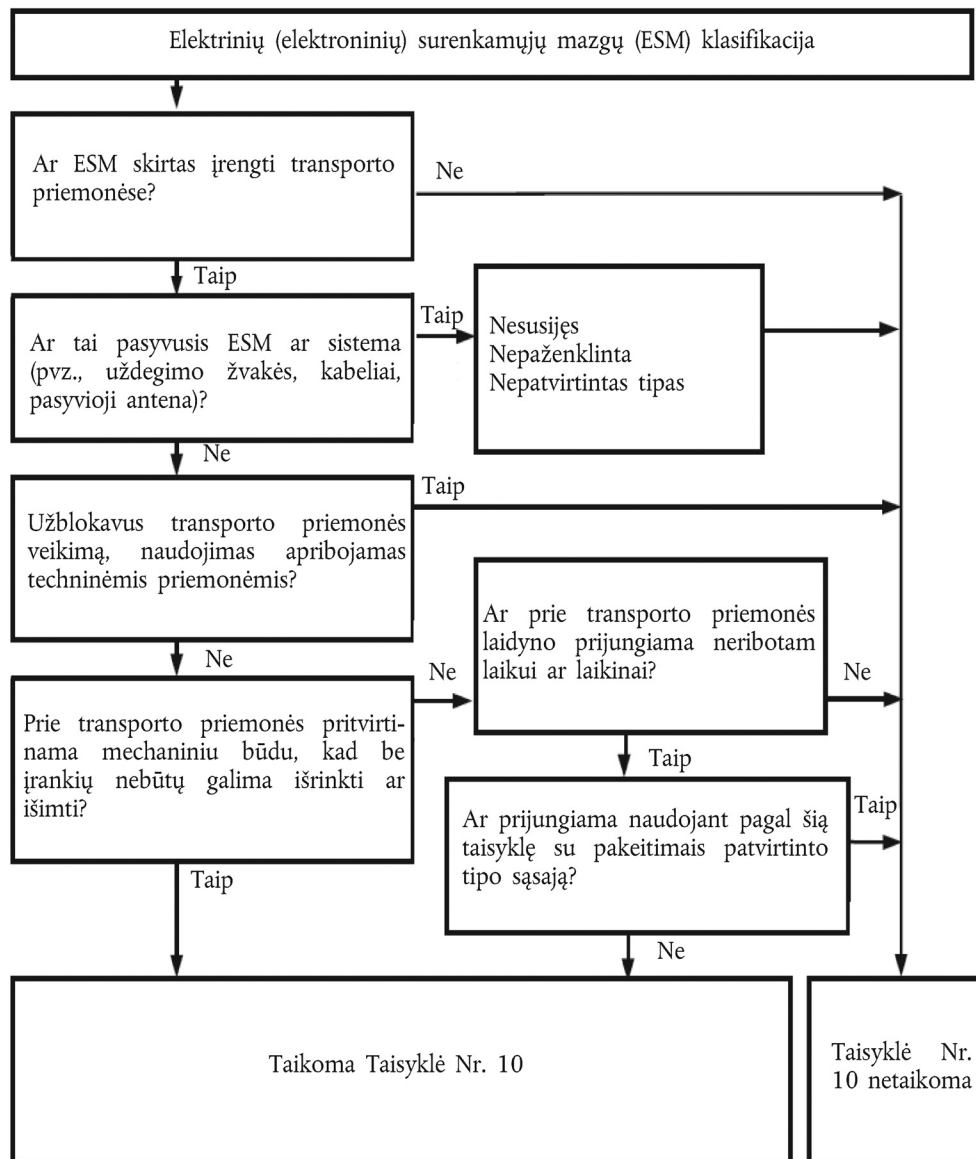 Elektrinių (elektroninių) surenkamųjų mazgų (ESM) klasifikacija
Ar ESM skirtas įrengti transporto
priemonėse?
Ne
Taip
Ar tai pasyvusis ESM ar sistema
(pvz., uždegimo žvakės, kabeliai,
pasyvioji antena)?
Taip
Nesusijęs
Nepaženklinta
Nepatvirtintas tipas
Ne
Užblokavus transporto priemonės
veikimą, naudojimas apribojamas
techninėmis priemonėmis?
Taip
Ne
Prie transporto priemonės pritvirti-
nama mechaniniu būdu, kad be
įrankių nebūtų galima išrinkti ar
išimti?
Ne
Ar prie transporto priemonės
laidyno prijungiama neribotam
laikui ar laikinai?
Ne
Taip
Ar prijungiama naudojant pagal šią
taisyklę su pakeitimais patvirtinto
tipo sąsają?
Taip
Taip
Ne
Taikoma Taisyklė Nr. 10
Taisyklė Nr.
10 netaikoma